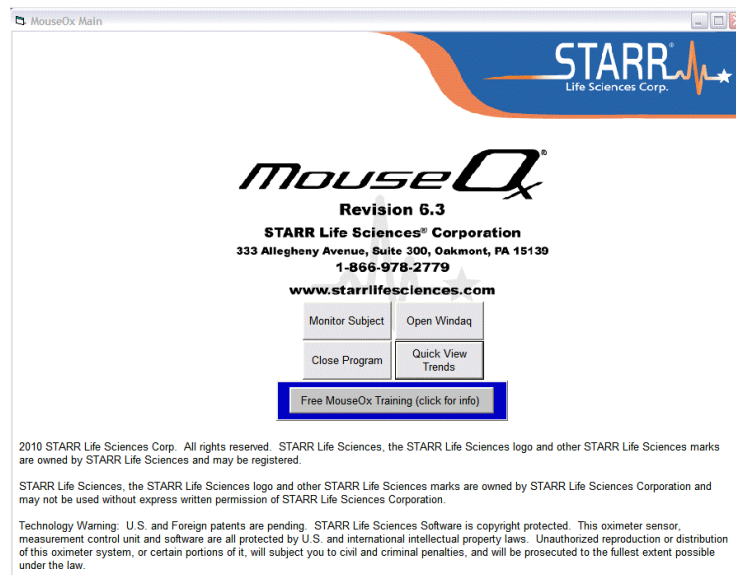 MouseOx Main
STARR®
Life Sciences Corp.
MouseOx®
Revision 6.3
STARR Life Sciences® Corporation
333 Allegheny Avenue, Suite 300, Oakmont, PA 15139
1-866-978-2779
www.starrlifesciences.com
Monitor Subject Open Windaq
Close Program Quick View
Trends
Free MouseOx Training (click for info)
2010 STARR Life Sciences Corp. All rights reserved. STARR Life Sciences, the STARR Life Sciences logo and other STARR Life Sciences marks
are owned by STARR Life Sciences and may be registered.
STARR Life Sciences, the STARR Life Sciences logo and other STARR Life Sciences marks are owned by STARR Life Sciences Corporation and
may not be used without express written permission of STARR Life Sciences Corporation.
Technology Warning: U.S. and Foreign patents are pending. STARR Life Sciences Software is copyright protected. This oximeter sensor,
measurement control unit and software are all protected by U.S. and international intellectual property laws. Unauthorized reproduction or distribution
of this oximeter system, or certain portions of it, will subject you to civil and criminal penalties, and will be prosecuted to the fullest extent possible
under the law.